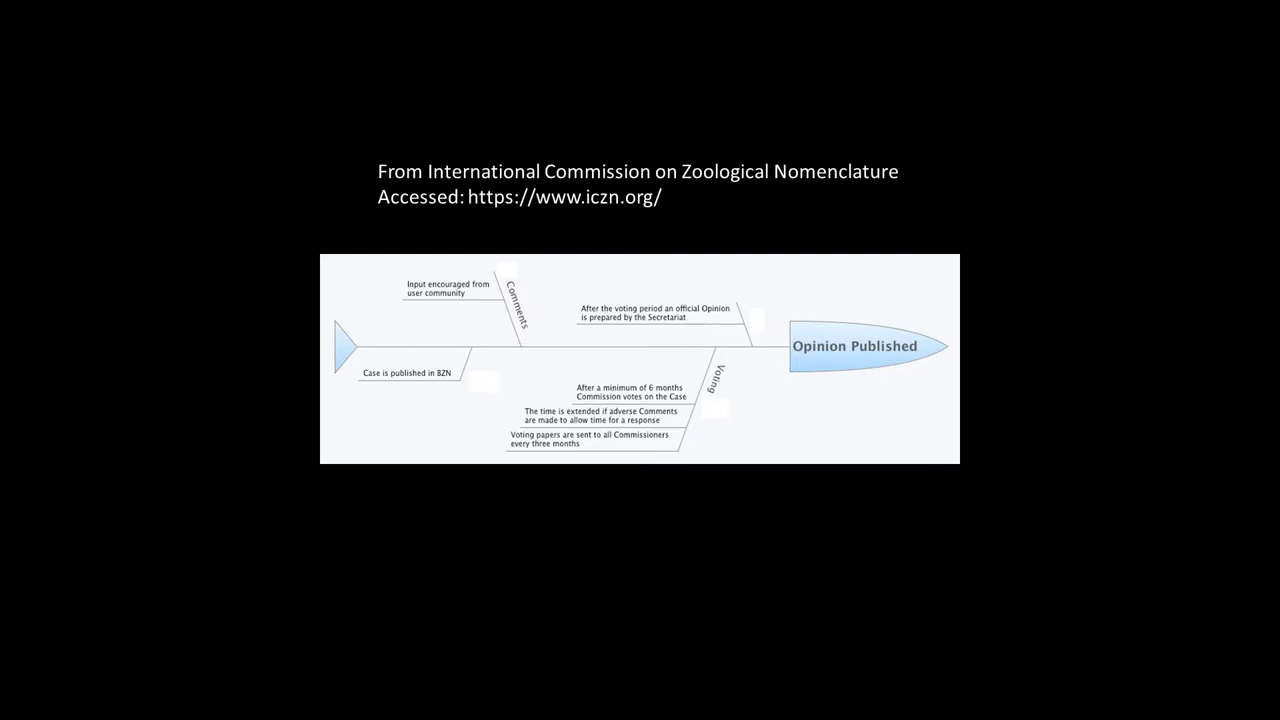 From International Commission on Zoological Nomenclature
Accessed: https://www.iczn.org/
Input encouraged from
user community
Comments
After the voting period an official Opinion
is prepared by the Secretariat
Opinion Published
Case is published in BZN
Voting
After a minimum of 6 months
Commission votes on the Case
The time is extended if adverse Comments
are made to allow time for a response
Voting papers are sent to all Commissioners
every three months